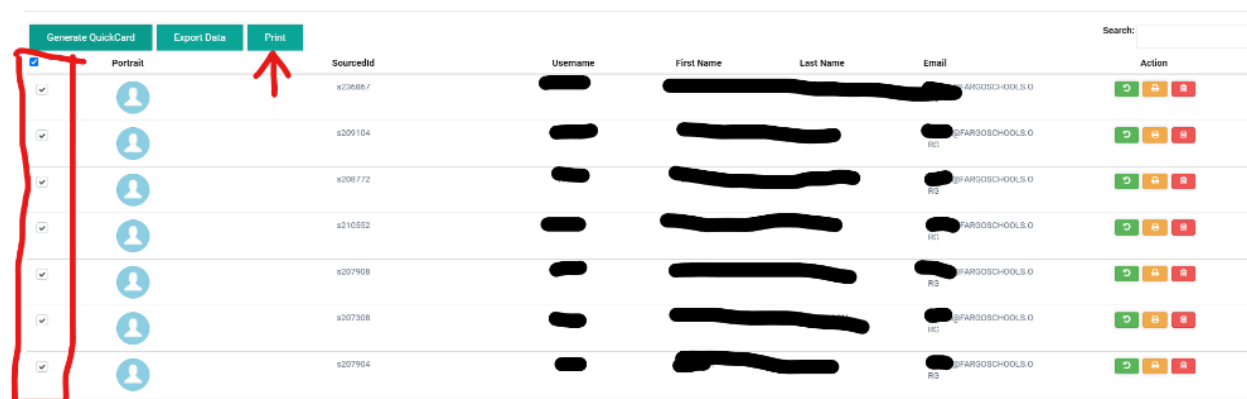 Generate QuickCard Export Data Print Search:
Portrait SourcedId Username First Name Last Name Email Action
s236867 ARGOSCHOOLS.O
s209104 @FARGOSCHOOLS.O
RG
s208772 @FARGOSCHOOLS.O
RG
s210552 FARGOSCHOOLS.O
RG
s207908 FARGOSCHOOLS.O
RG
s207308 @FARGOSCHOOLS.O
RG
s207904 @FARGOSCHOOLS.O
RG